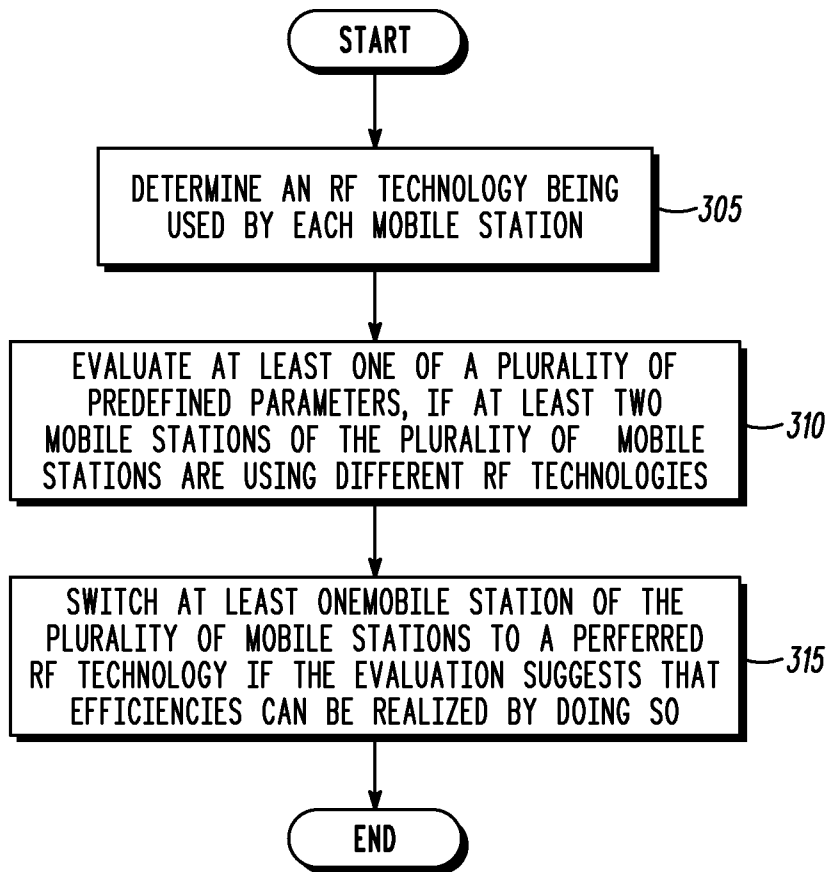 START
DETERMINE AN RF TECHNOLOGY BEING
USED BY EACH MOBILE STATION
305
EVALUATE AT LEAST ONE OF A PLURALITY OF
PREDEFINED PARAMETERS, IF AT LEAST TWO
MOBILE STATIONS OF THE PLURALITY OF MOBILE
STATIONS ARE USING DIFFERENT RF TECHNOLOGIES
310
SWITCH AT LEAST ONEMOBILE STATION OF THE
PLURALITY OF MOBILE STATIONS TO A PERFERRED
RF TECHNOLOGY IF THE EVALUATION SUGGESTS THAT
EFFICIENCIES CAN BE REALIZED BY DOING SO
315
END